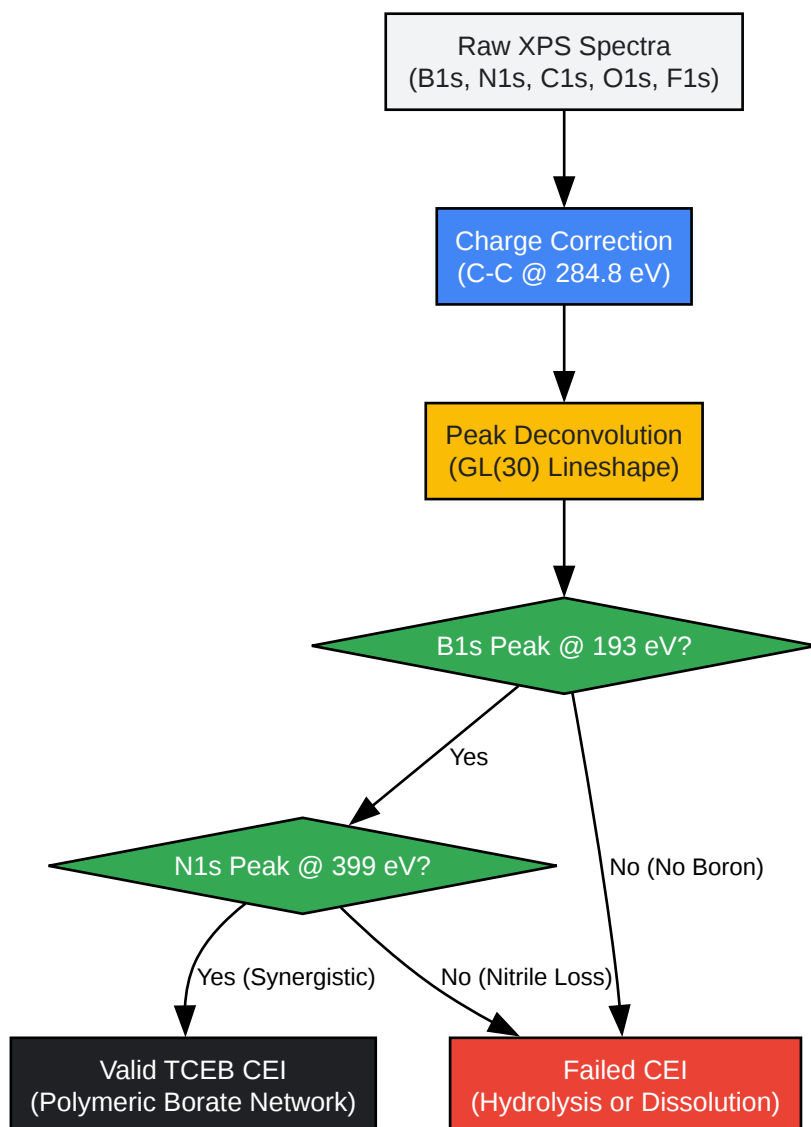 Raw XPS Spectra
(B1s, N1s, C1s, O1s, F1s)
Charge Correction
(C-C @ 284.8 eV)
Peak Deconvolution
(GL(30) Lineshape)
B1s Peak @ 193 eV?
Yes
N1s Peak @ 399 eV?
No (No Boron)
Yes (Synergistic)
No (Nitrile Loss)
Valid TCEB CEI
(Polymeric Borate Network)
Failed CEI
(Hydrolysis or Dissolution)